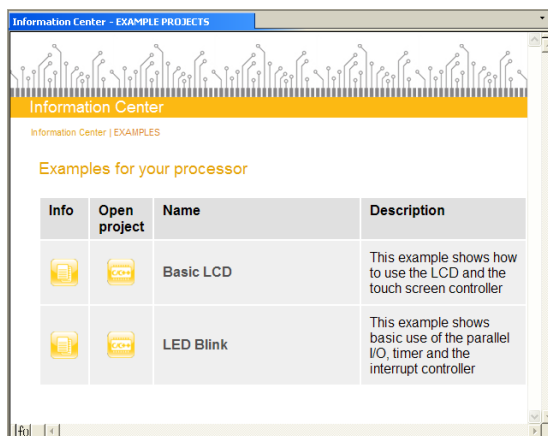 Information Center - EXAMPLE PROJECTS
Information Center
Information Center | EXAMPLES
Examples for your processor
Info Open project Name Description
Basic LCD
This example shows how
to use the LCD and the
touch screen controller
LED Blink
This example shows
basic use of the parallel
I/O, timer and the
interrupt controller